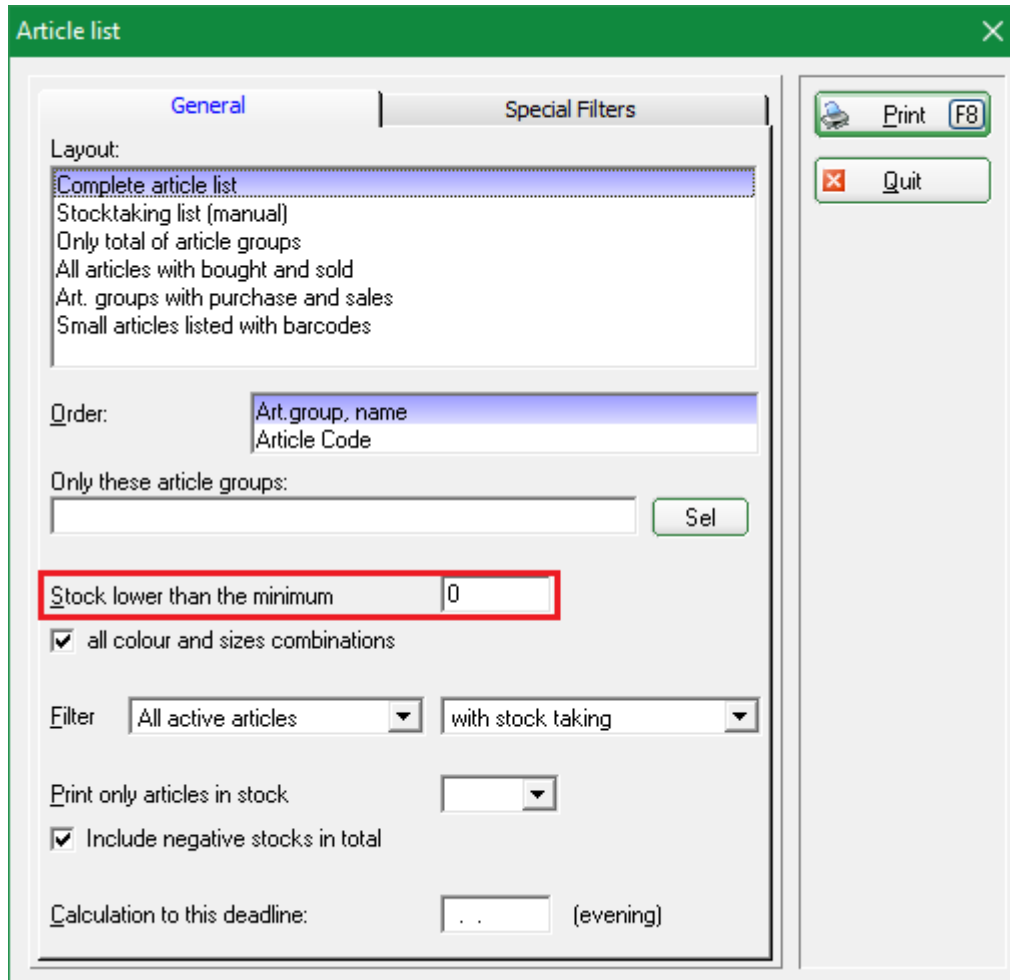 Article list
General
Special Filters
Print F8
Quit
Layout:
Complete article list
Stocktaking list (manual)
Only total of article groups
All articles with bought and sold
Art. groups with purchase and sales
Small articles listed with barcodes
Order:
Art.group, name
Article Code
Only these article groups:
Sel
Stock lower than the minimum 0
all colour and sizes combinations
Filter All active articles with stock taking
Print only articles in stock
Include negative stocks in total
Calculation to this deadline: . . (evening)